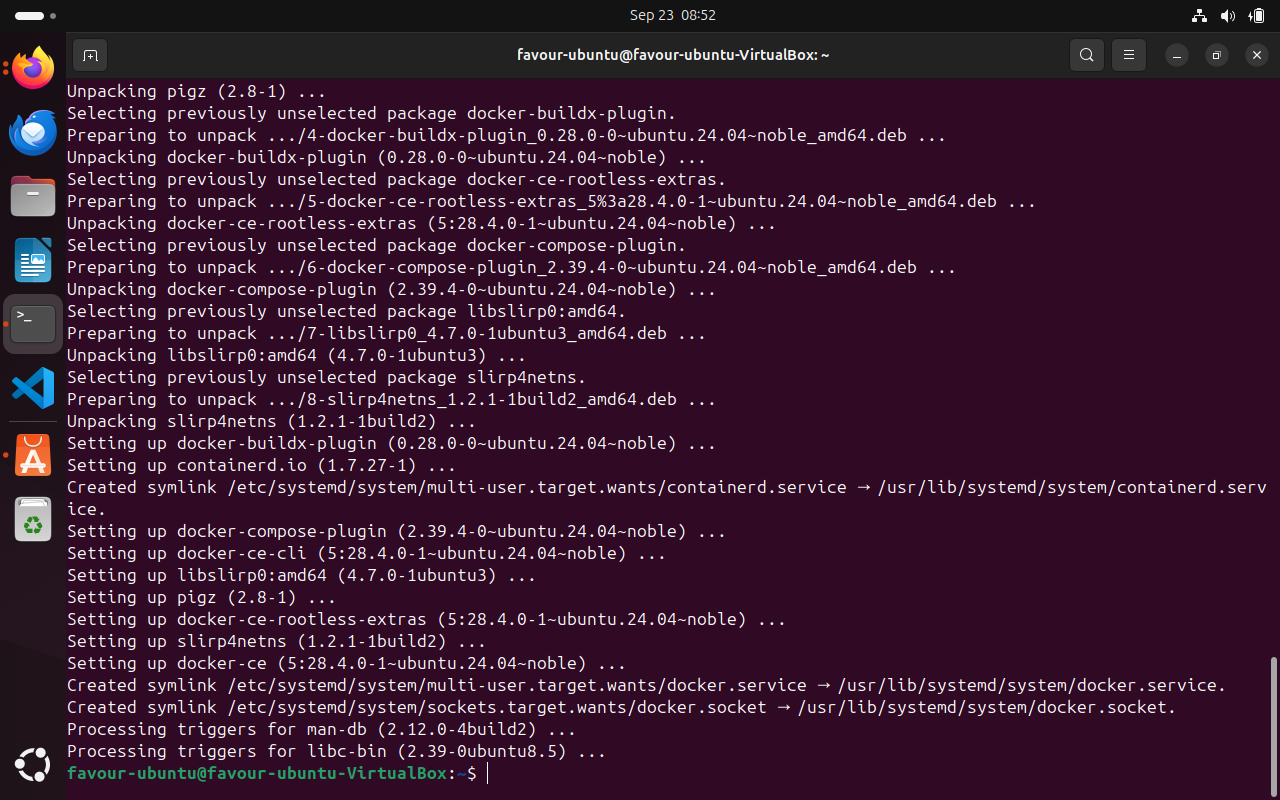 Sep 23 08:52
favour-ubuntu@favour-ubuntu-VirtualBox: ~
Unpacking pigz (2.8-1) ...
Selecting previously unselected package docker-buildx-plugin.
Preparing to unpack .../4-docker-buildx-plugin_0.28.0-0~ubuntu.24.04~noble_amd64.deb ...
Unpacking docker-buildx-plugin (0.28.0-0~ubuntu.24.04~noble) ...
Selecting previously unselected package docker-ce-rootless-extras.
Preparing to unpack .../5-docker-ce-rootless-extras_5%3a28.4.0-1~ubuntu.24.04~noble_amd64.deb ...
Unpacking docker-ce-rootless-extras (5:28.4.0-1~ubuntu.24.04~noble) ...
Selecting previously unselected package docker-compose-plugin.
Preparing to unpack .../6-docker-compose-plugin_2.39.4-0~ubuntu.24.04~noble_amd64.deb ...
Unpacking docker-compose-plugin (2.39.4-0~ubuntu.24.04~noble) ...
Selecting previously unselected package libslirp0:amd64.
Preparing to unpack .../7-libslirp0_4.7.0-1ubuntu3_amd64.deb ...
Unpacking libslirp0:amd64 (4.7.0-1ubuntu3) ...
Selecting previously unselected package slirp4netns.
Preparing to unpack .../8-slirp4netns_1.2.1-1build2_amd64.deb ...
Unpacking slirp4netns (1.2.1-1build2) ...
Setting up docker-buildx-plugin (0.28.0-0~ubuntu.24.04~noble) ...
Setting up containerd.io (1.7.27-1) ...
Created symlink /etc/systemd/system/multi-user.target.wants/containerd.service → /usr/lib/systemd/system/containerd.serv
ice.
Setting up docker-compose-plugin (2.39.4-0~ubuntu.24.04~noble) ...
Setting up docker-ce-cli (5:28.4.0-1~ubuntu.24.04~noble) ...
Setting up libslirp0:amd64 (4.7.0-1ubuntu3) ...
Setting up pigz (2.8-1) ...
Setting up docker-ce-rootless-extras (5:28.4.0-1~ubuntu.24.04~noble) ...
Setting up slirp4netns (1.2.1-1build2) ...
Setting up docker-ce (5:28.4.0-1~ubuntu.24.04~noble) ...
Created symlink /etc/systemd/system/multi-user.target.wants/docker.service → /usr/lib/systemd/system/docker.service.
Created symlink /etc/systemd/system/sockets.target.wants/docker.socket → /usr/lib/systemd/system/docker.socket.
Processing triggers for man-db (2.12.0-4build2) ...
Processing triggers for libc-bin (2.39-0ubuntu8.5) ...
favour-ubuntu@favour-ubuntu-VirtualBox:~$